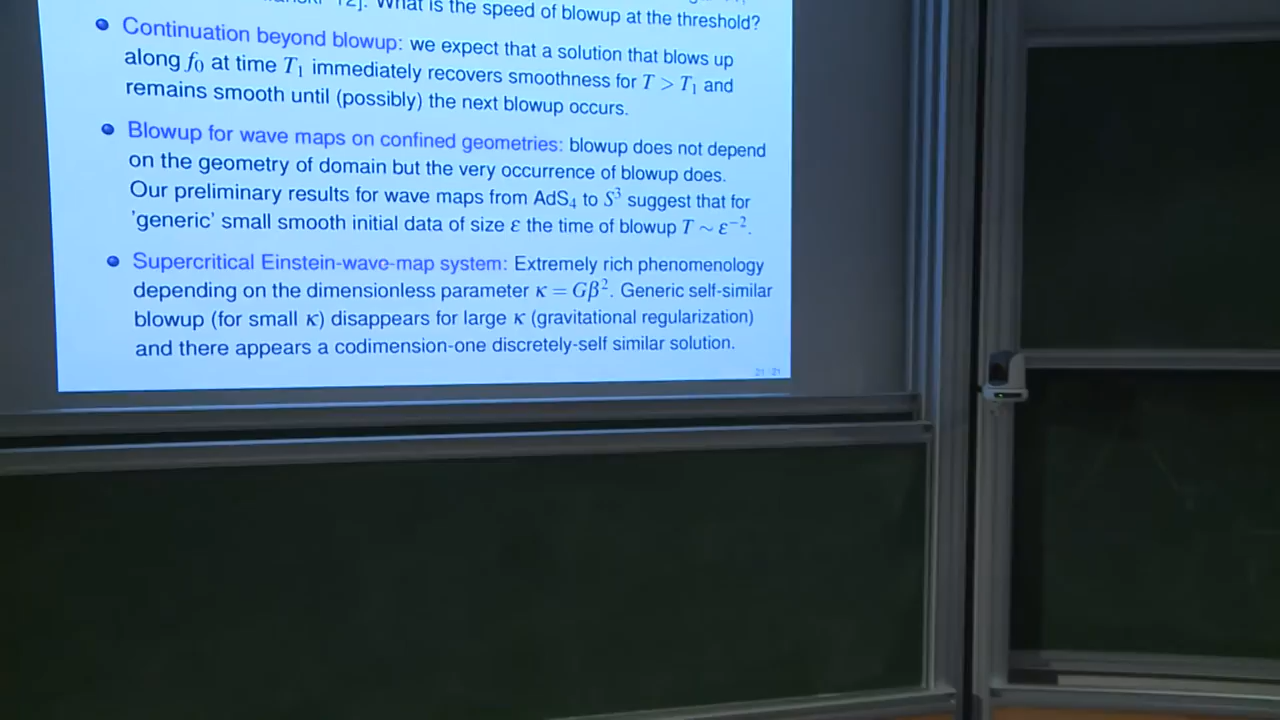 12]. What is the speed of blowup at the threshold?
Continuation beyond blowup: we expect that a solution that blows up
along f₀ at time T₁ immediately recovers smoothness for T > T₁ and
remains smooth until (possibly) the next blowup occurs.
Blowup for wave maps on confined geometries: blowup does not depend
on the geometry of domain but the very occurrence of blowup does.
Our preliminary results for wave maps from AdS₄ to S³ suggest that for
'generic' small smooth initial data of size ε the time of blowup T ~ ε⁻².
Supercritical Einstein-wave-map system: Extremely rich phenomenology
depending on the dimensionless parameter κ = Gβ². Generic self-similar
blowup (for small κ) disappears for large κ (gravitational regularization)
and there appears a codimension-one discretely-self similar solution.
21 / 21